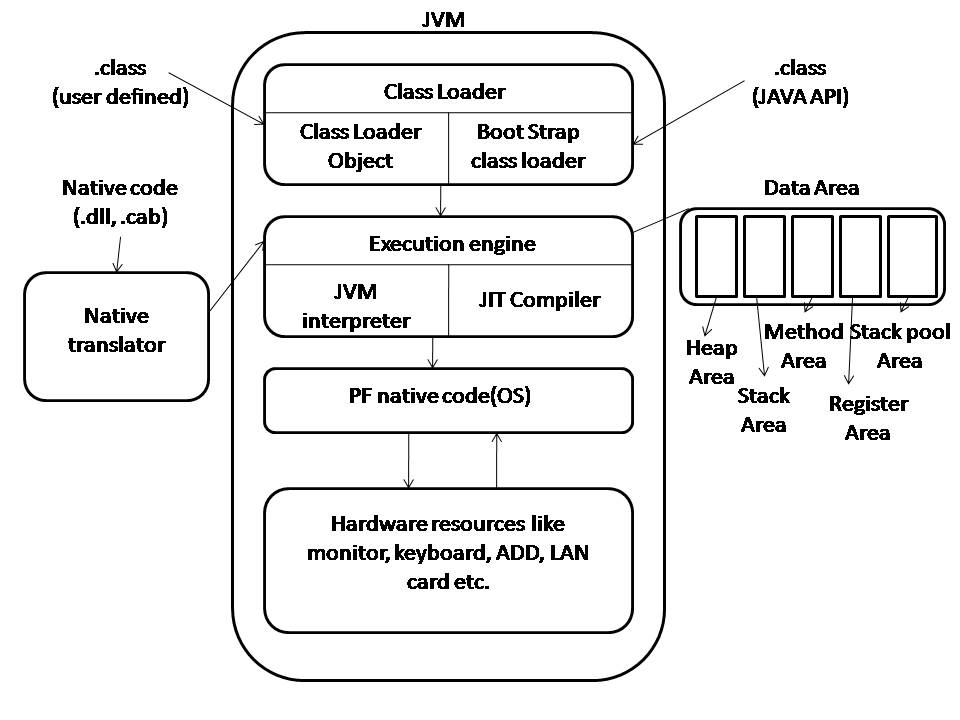 JVM
.class
(user defined)
.class
(JAVA API)
Class Loader
Class Loader
Object
Boot Strap
class loader
Native code
(.dll, .cab)
Data Area
Execution engine
JVM
interpreter
JIT Compiler
Native
translator
Heap
Area
Stack
Area
Method
Area
Register
Area
Stack pool
Area
PF native code(OS)
Hardware resources like
monitor, keyboard, ADD, LAN
card etc.